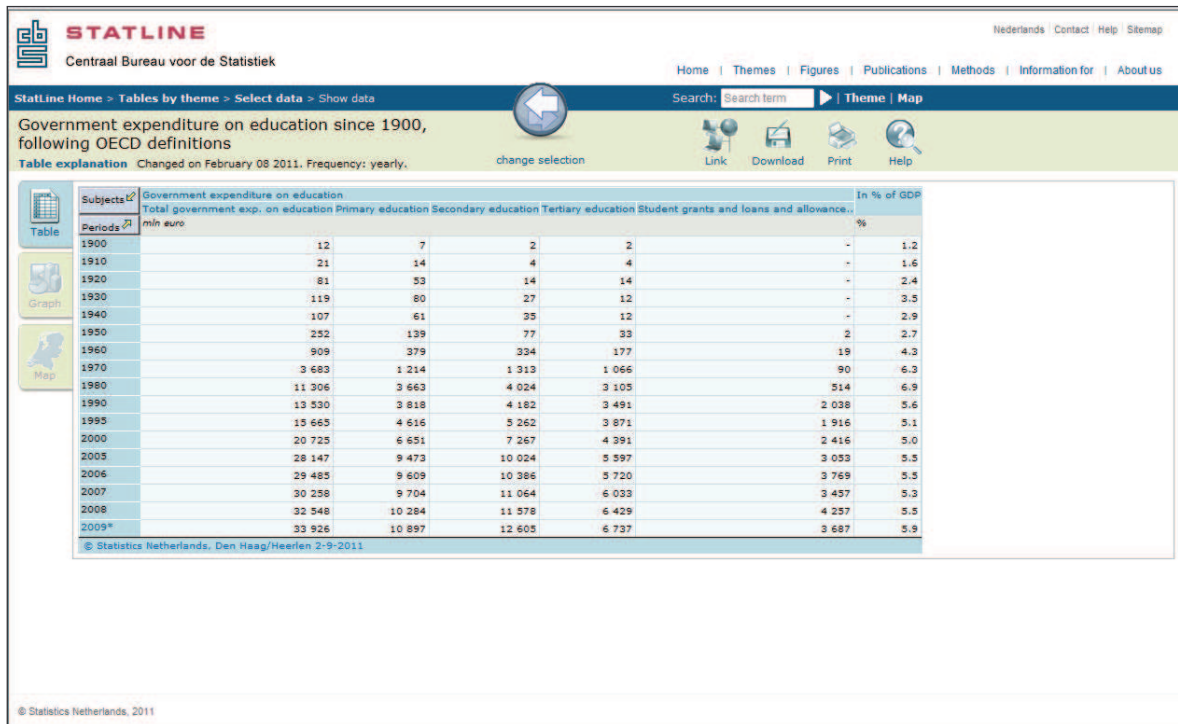 cb
STATLINE
Centraal Bureau voor de Statistiek
Nederlands Contact Help Sitemap
Home | Themes | Figures | Publications | Methods | Information for | About us
StatLine Home > Tables by theme > Select data > Show data
Search: Search term | Theme | Map
Government expenditure on education since 1900,
following OECD definitions
Table explanation Changed on February 08 2011. Frequency: yearly.
change selection
Link Download Print Help
Table
Graph
Map
Subjects Government expenditure on education In % of GDP
Total government exp. on education Primary education Secondary education Tertiary education Student grants and loans and allowance..
Periods mln euro %
1900 12 7 2 2 - 1.2
1910 21 14 4 4 - 1.6
1920 81 53 14 14 - 2.4
1930 119 80 27 12 - 3.5
1940 107 61 35 12 - 2.9
1950 252 139 77 33 2 2.7
1960 909 379 334 177 19 4.3
1970 3 683 1 214 1 313 1 066 90 6.3
1980 11 306 3 663 4 024 3 105 514 6.9
1990 13 530 3 818 4 182 3 491 2 038 5.6
1995 15 665 4 616 5 262 3 871 1 916 5.1
2000 20 725 6 651 7 267 4 391 2 416 5.0
2005 28 147 9 473 10 024 5 597 3 053 5.5
2006 29 485 9 609 10 386 5 720 3 769 5.5
2007 30 258 9 704 11 064 6 033 3 457 5.3
2008 32 548 10 284 11 578 6 429 4 257 5.5
2009* 33 926 10 897 12 605 6 737 3 687 5.9
© Statistics Netherlands, Den Haag/Heerlen 2-9-2011
© Statistics Netherlands, 2011